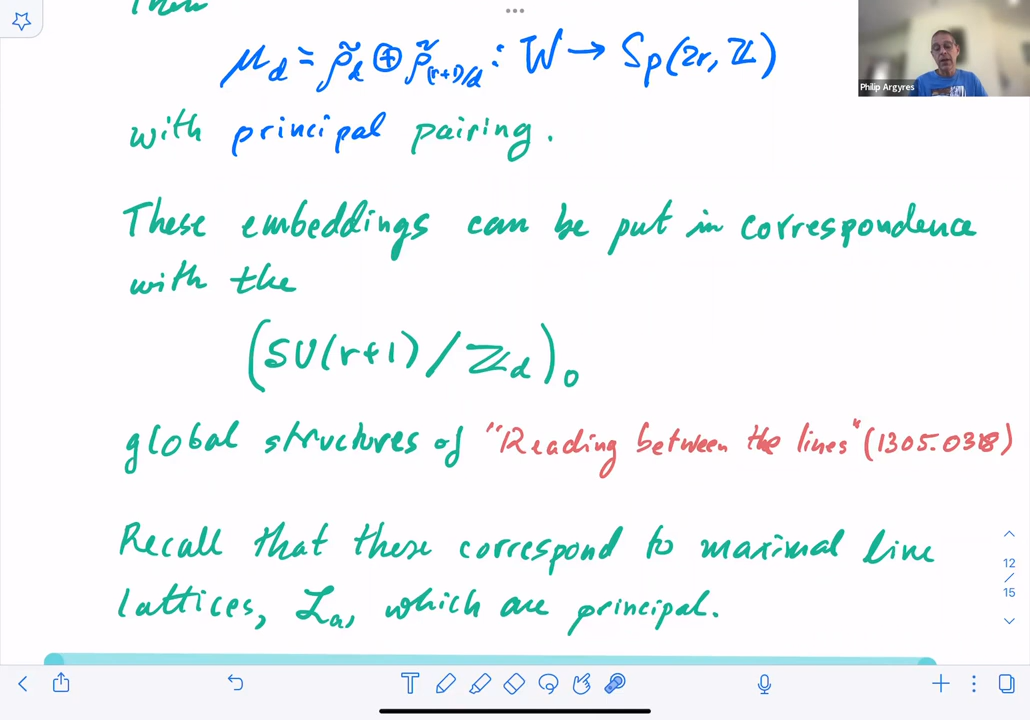 Then
μ_d = ρ̃_d ⊕ ρ̃_{(r+1)/d} : W → Sp(2r, ℤ)
Philip Argyres
with principal pairing.
These embeddings can be put in correspondence
with the
(SU(r+1)/ℤ_d)_0
global structures of "Reading between the lines" (1305.0318)
Recall that these correspond to maximal line
lattices, ℒ_a, which are principal.
12
/
15
T